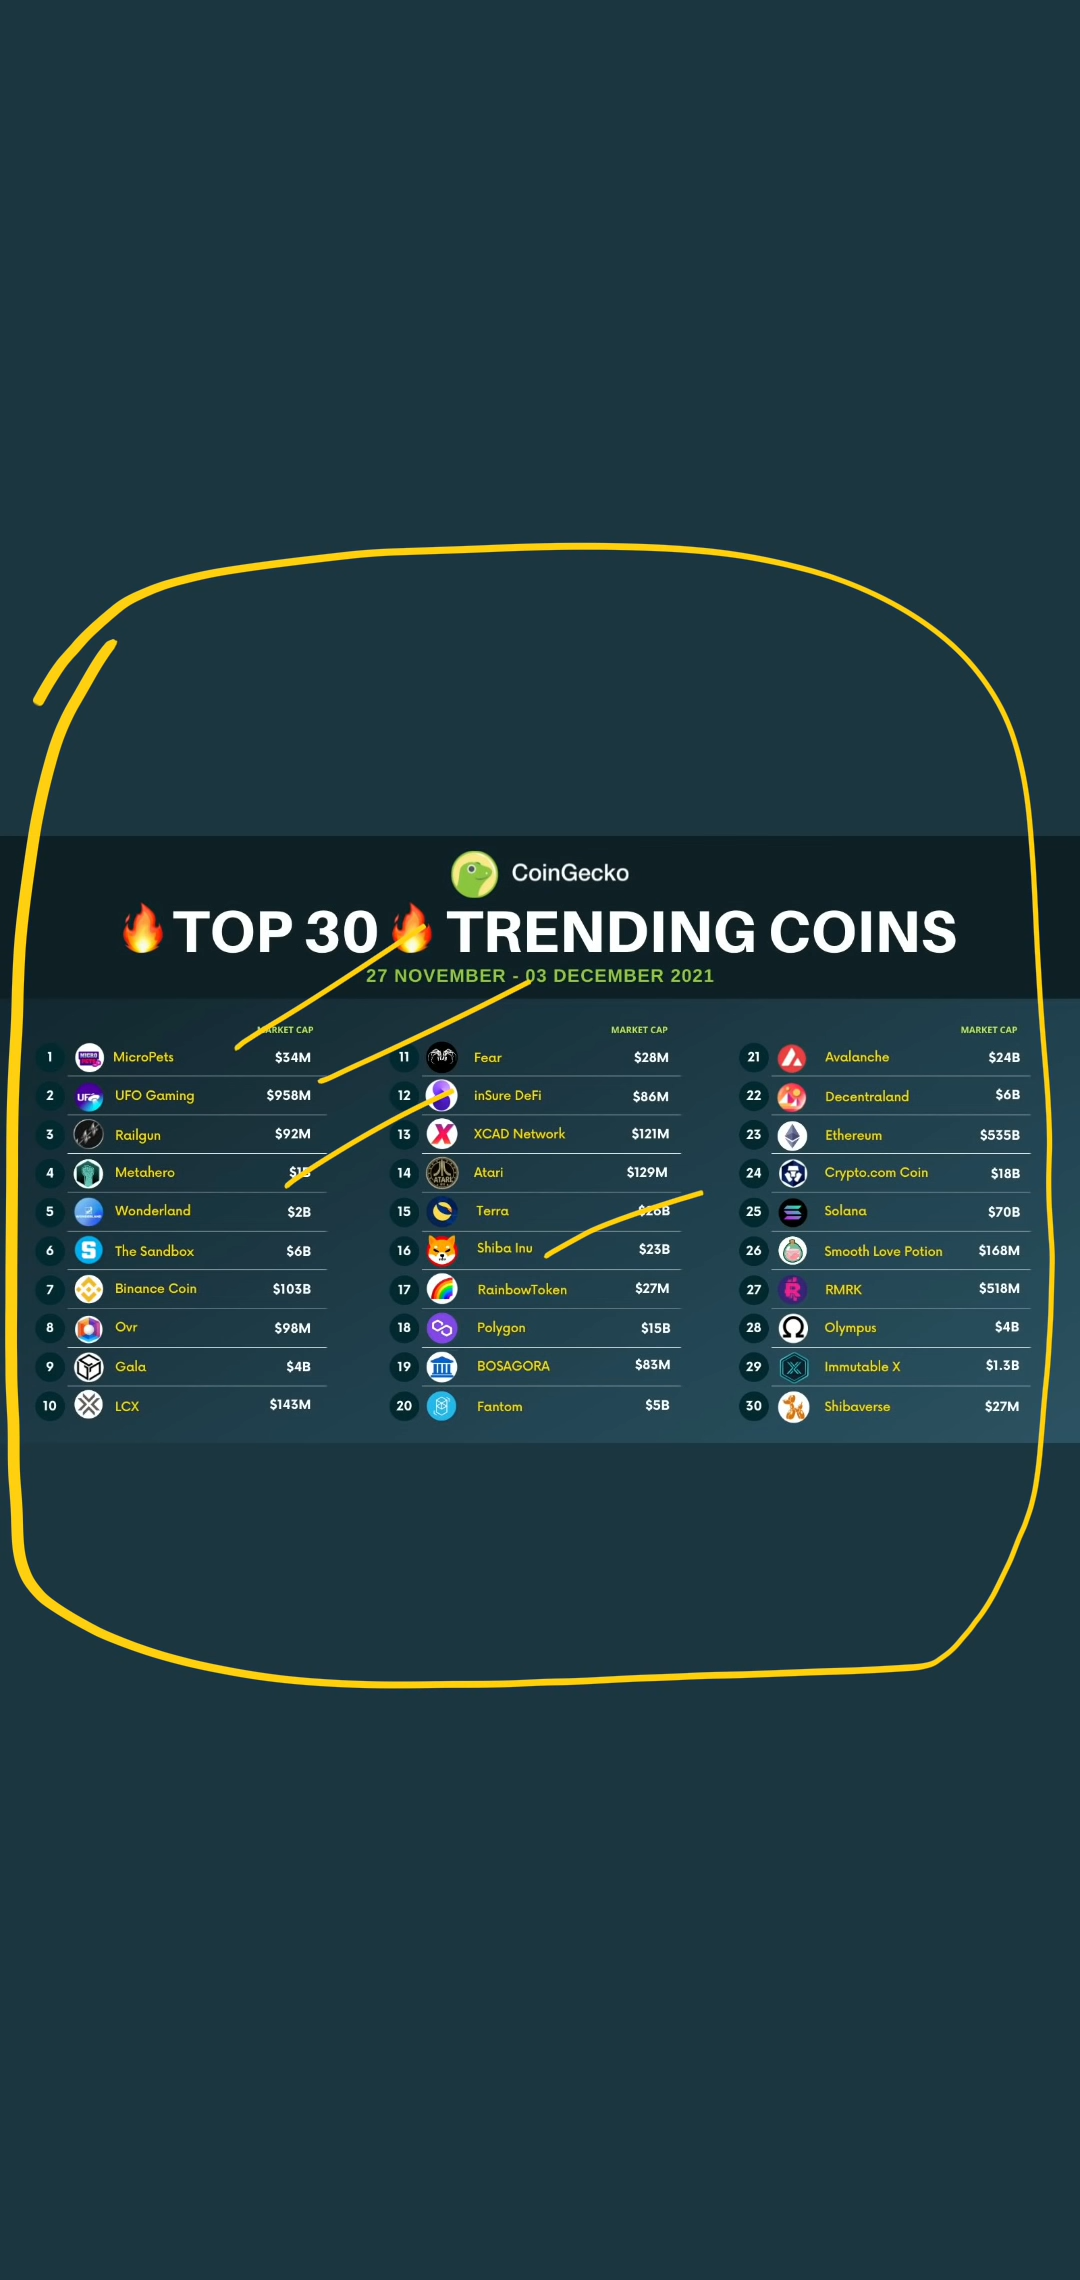 CoinGecko
🔥TOP 30🔥 TRENDING COINS
27 NOVEMBER - 03 DECEMBER 2021
MARKET CAP
1 MicroPets $34M
2 UFO Gaming $958M
3 Railgun $92M
4 Metahero $1B
5 Wonderland $2B
6 The Sandbox $6B
7 Binance Coin $103B
8 Ovr $98M
9 Gala $4B
10 LCX $143M
MARKET CAP
11 Fear $28M
12 inSure DeFi $86M
13 XCAD Network $121M
14 Atari $129M
15 Terra $26B
16 Shiba Inu $23B
17 RainbowToken $27M
18 Polygon $15B
19 BOSAGORA $83M
20 Fantom $5B
MARKET CAP
21 Avalanche $24B
22 Decentraland $6B
23 Ethereum $535B
24 Crypto.com Coin $18B
25 Solana $70B
26 Smooth Love Potion $168M
27 RMRK $518M
28 Olympus $4B
29 Immutable X $1.3B
30 Shibaverse $27M